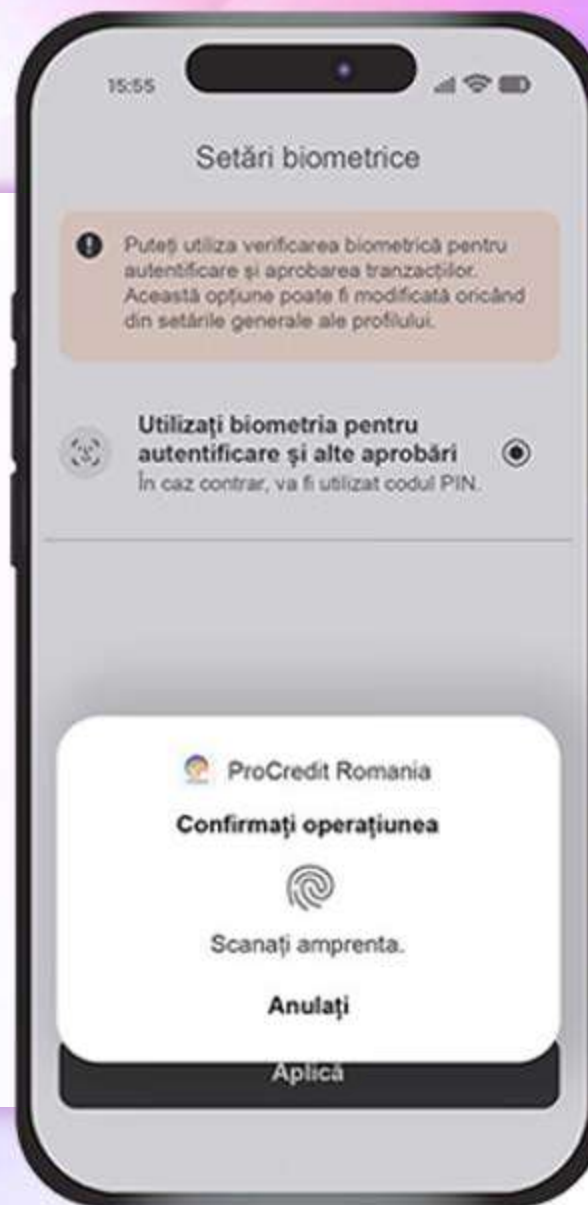 15:55
Setări biometrice
Puteți utiliza verificarea biometrică pentru
autentificare și aprobarea tranzacțiilor.
Această opțiune poate fi modificată oricând
din setările generale ale profilului.
Utilizați biometria pentru
autentificare și alte aprobări
În caz contrar, va fi utilizat codul PIN.
ProCredit Romania
Confirmați operațiunea
Scanați amprenta.
Anulați
Aplică